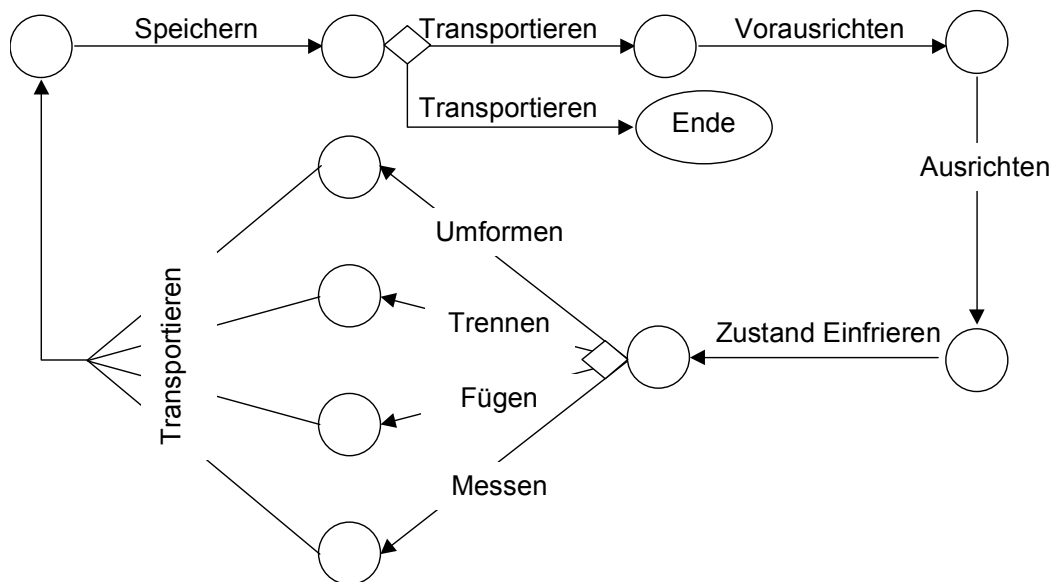 Speichern
Transportieren
Vorausrichten
Transportieren
Ende
Ausrichten
Umformen
Transportieren
Trennen
Zustand Einfrieren
Fügen
Messen